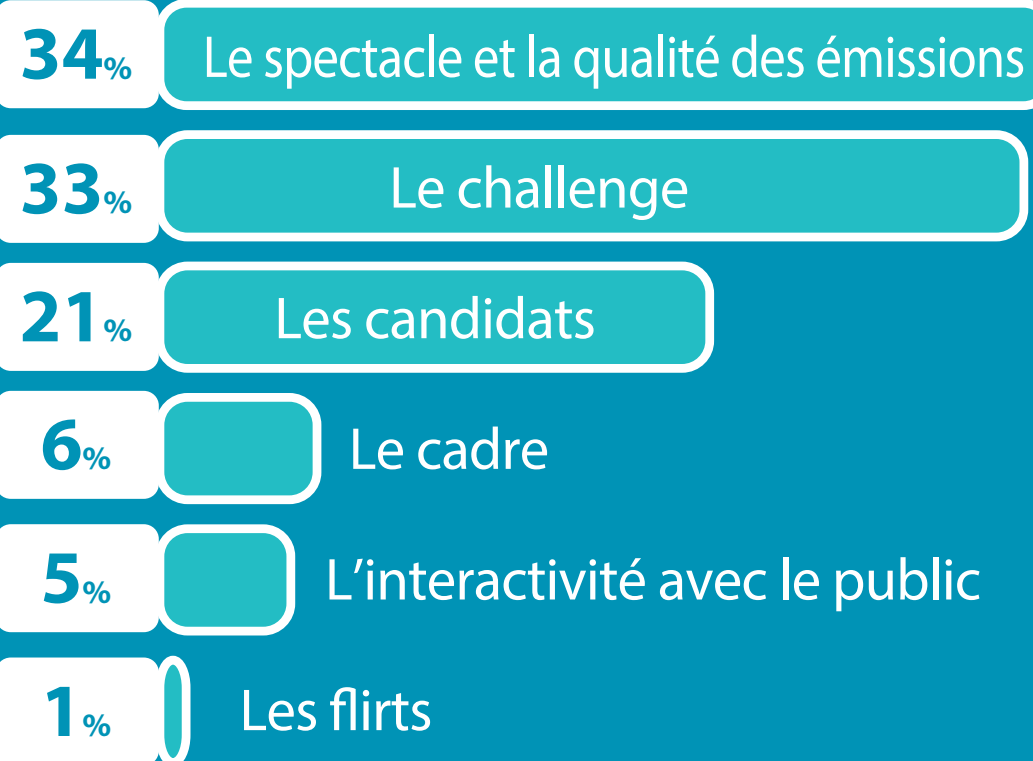 34% Le spectacle et la qualité des émissions
33% Le challenge
21% Les candidats
6% Le cadre
5% L’interactivité avec le public
1% Les flirts